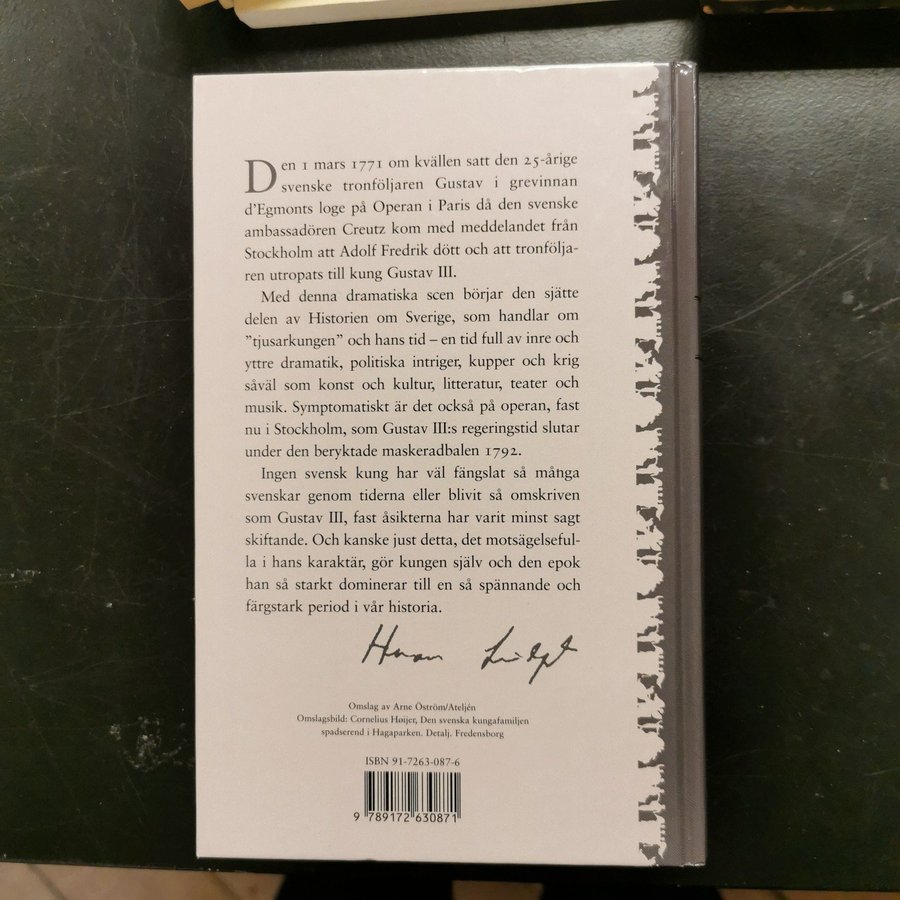 Den 1 mars 1771 om kvällen satt den 25-årige
svenske tronföljaren Gustav i grevinnan
d'Egmonts loge på Operan i Paris då den svenske
ambassadören Creutz kom med meddelandet från
Stockholm att Adolf Fredrik dött och att tronfölja-
ren utropats till kung Gustav III.
Med denna dramatiska scen börjar den sjätte
delen av Historien om Sverige, som handlar om
"tjusarkungen" och hans tid – en tid full av inre och
yttre dramatik, politiska intriger, kupper och krig
såväl som konst och kultur, litteratur, teater och
musik. Symptomatiskt är det också på operan, fast
nu i Stockholm, som Gustav III:s regeringstid slutar
under den beryktade maskeradbalen 1792.
Ingen svensk kung har väl fängslat så många
svenskar genom tiderna eller blivit så omskriven
som Gustav III, fast åsikterna har varit minst sagt
skiftande. Och kanske just detta, det motsägelseful-
la i hans karaktär, gör kungen själv och den epok
han så starkt dominerar till en så spännande och
färgstark period i vår historia.
Omslag av Arne Öström/Ateljén
Omslagsbild: Cornelius Høijer, Den svenska kungafamiljen
spadserend i Hagaparken. Detalj. Fredensborg
ISBN 91-7263-087-6
9 789172 630871